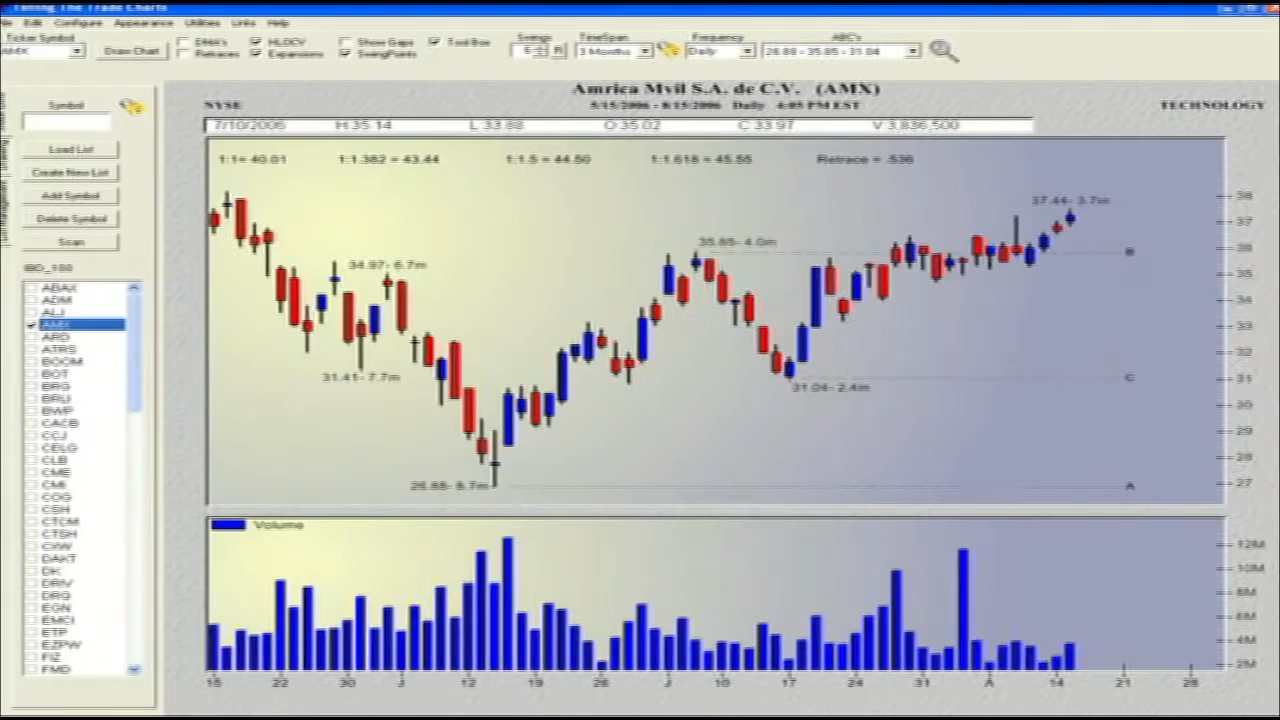 Timing The Trade Charts
Edit Configure Appearance Utilities Links Help
Ticker Symbol
AMX
Draw Chart
DMA's
HLOCV
Show Gaps
Tool Box
Retraces
Expansions
SwingPoints
Swings
5
R
TimeSpan
3 Months
Frequency
Daily
ABC's
26.88 - 35.85 - 31.04
Symbol
Load List
Create New List
Add Symbol
Delete Symbol
Scan
IBD_100
ABAX
ADM
ALJ
AMX
ARD
ATRS
BOOM
BOT
BRG
BRLI
BWP
CACB
CCJ
CELG
CLB
CME
CMI
COG
CSH
CTCM
CTSH
CXW
DAKT
DK
DRIV
DRQ
EGN
EMCI
ETP
EZPW
FIZ
FMD
Amrica Mvil S.A. de C.V. (AMX)
NYSE
5/15/2006 - 8/15/2006 Daily 4:05 PM EST
TECHNOLOGY
7/10/2006 H 35.14 L 33.88 O 35.02 C 33.97 V 3,836,500
1:1= 40.01 1:1.382 = 43.44 1:1.5 = 44.50 1:1.618 = 45.55 Retrace = .536
37.44- 3.7m
35.85- 4.0m
34.97- 6.7m
31.41- 7.7m
31.04- 2.4m
26.88- 8.7m
B
C
A
38
37
36
35
34
33
32
31
30
29
28
27
Volume
12M
10M
8M
6M
4M
2M
15 22 30 J 12 19 26 J 10 17 24 31 A 14 21 28